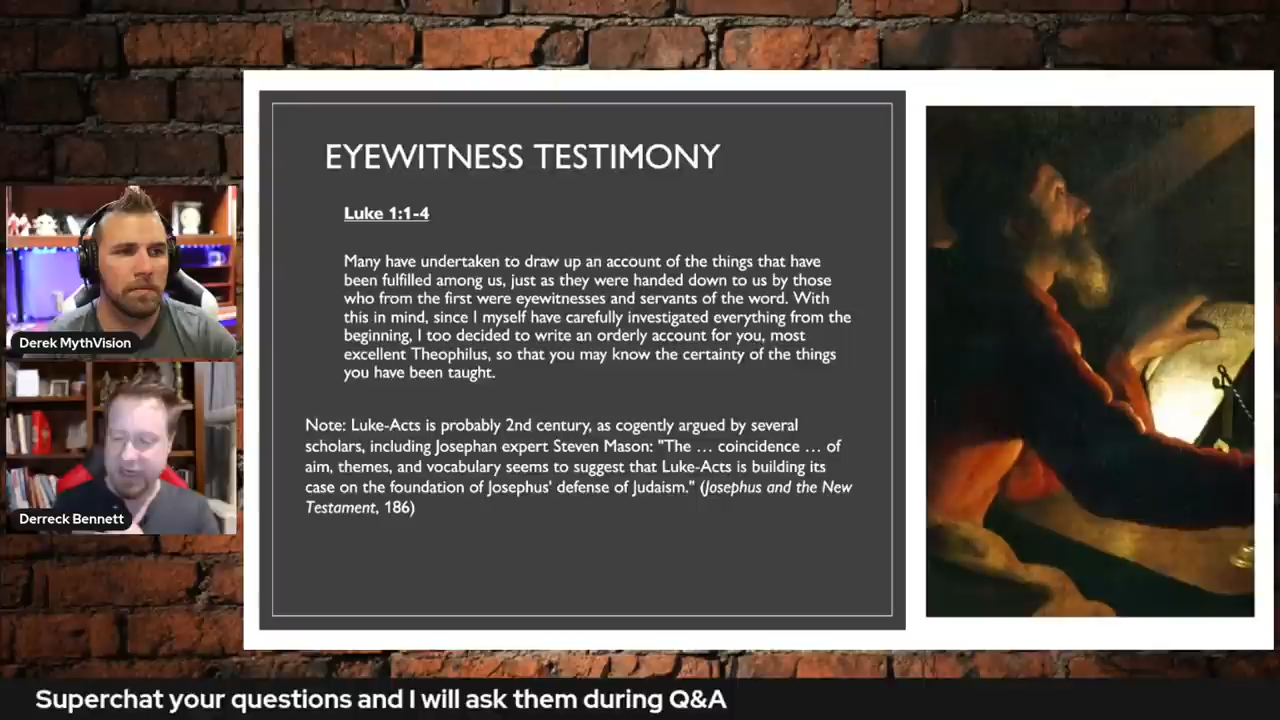 EYEWITNESS TESTIMONY
Luke 1:1-4
Many have undertaken to draw up an account of the things that have
been fulfilled among us, just as they were handed down to us by those
who from the first were eyewitnesses and servants of the word. With
this in mind, since I myself have carefully investigated everything from the
beginning, I too decided to write an orderly account for you, most
excellent Theophilus, so that you may know the certainty of the things
you have been taught.
Note: Luke-Acts is probably 2nd century, as cogently argued by several
scholars, including Josephan expert Steven Mason: "The … coincidence … of
aim, themes, and vocabulary seems to suggest that Luke-Acts is building its
case on the foundation of Josephus' defense of Judaism." (Josephus and the New
Testament, 186)
Derek MythVision
Derreck Bennett
Superchat your questions and I will ask them during Q&A